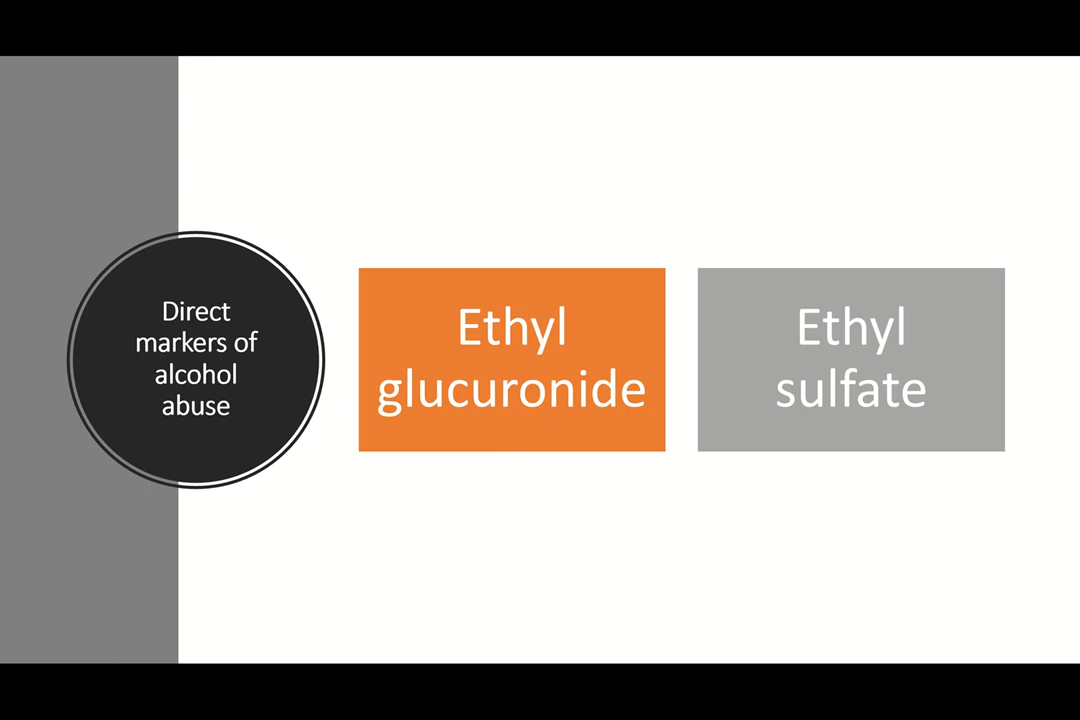 Direct
markers of
alcohol
abuse
Ethyl
glucuronide
Ethyl
sulfate